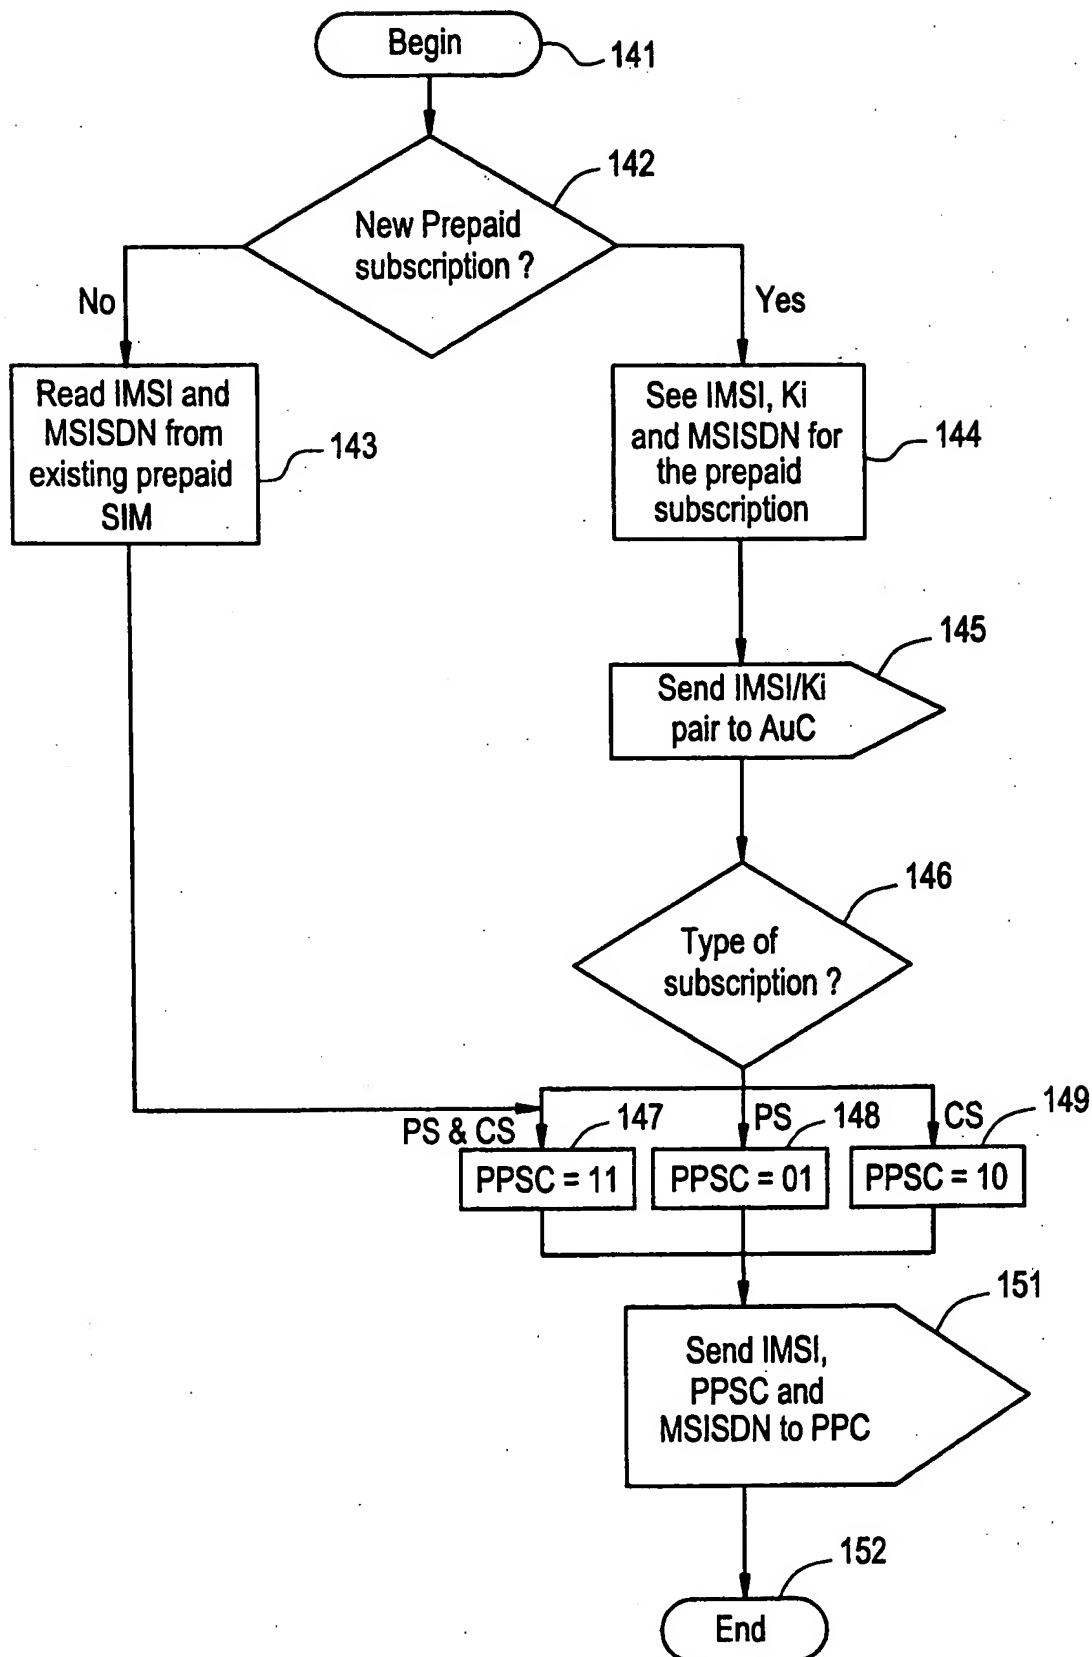 Begin
141
142
New Prepaid
subscription ?
No
Yes
Read IMSI and
MSISDN from
existing prepaid
SIM
143
See IMSI, Ki
and MSISDN for
the prepaid
subscription
144
145
Send IMSI/Ki
pair to AuC
146
Type of
subscription ?
PS & CS
147
PS
148
CS
149
PPSC = 11
PPSC = 01
PPSC = 10
151
Send IMSI,
PPSC and
MSISDN to PPC
152
End